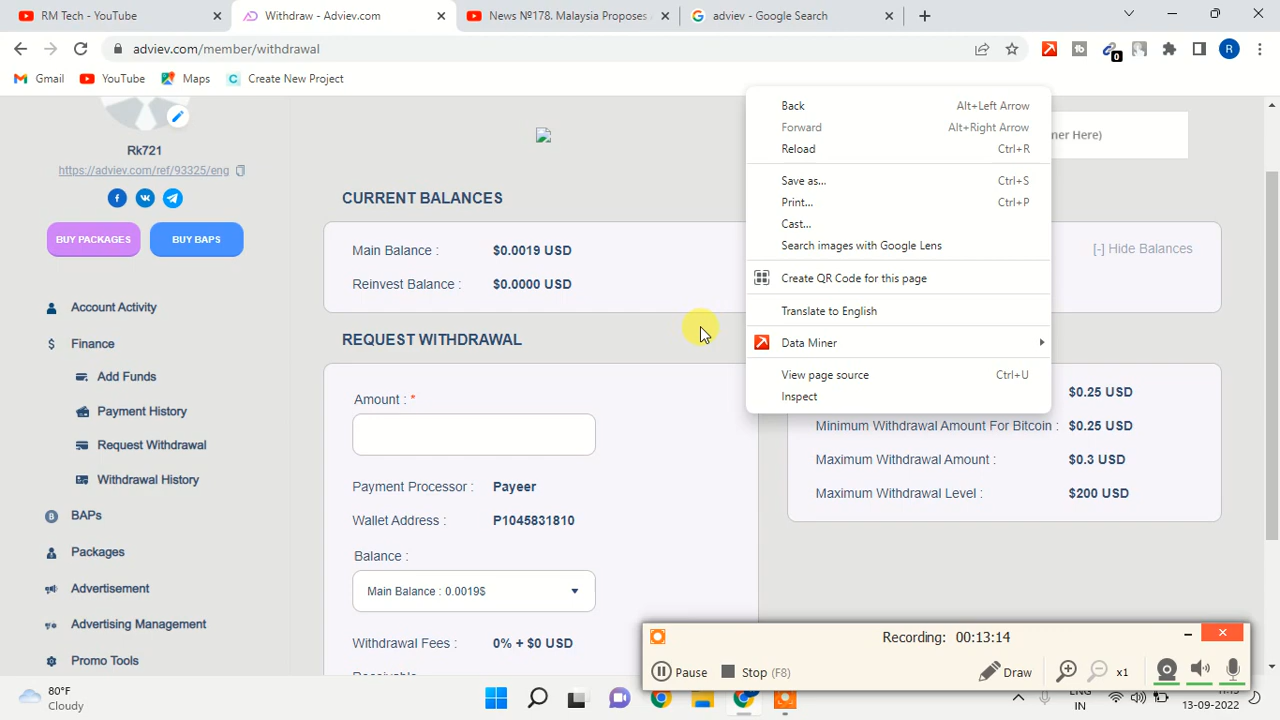 RM Tech - YouTube
Withdraw - Adviev.com
News №178. Malaysia Proposes
adviev - Google Search
adviev.com/member/withdrawal
0
R
Gmail
YouTube
Maps
Create New Project
Rk721
https://adviev.com/ref/93325/eng
BUY PACKAGES
BUY BAPS
Account Activity
Finance
Add Funds
Payment History
Request Withdrawal
Withdrawal History
BAPs
Packages
Advertisement
Advertising Management
Promo Tools
CURRENT BALANCES
Main Balance : $0.0019 USD
Reinvest Balance : $0.0000 USD
[-] Hide Balances
REQUEST WITHDRAWAL
Amount : *
Payment Processor : Payeer
Wallet Address : P1045831810
Balance :
Main Balance : 0.0019$
Withdrawal Fees : 0% + $0 USD
Here)
Back Alt+Left Arrow
Forward Alt+Right Arrow
Reload Ctrl+R
Save as... Ctrl+S
Print... Ctrl+P
Cast...
Search images with Google Lens
Create QR Code for this page
Translate to English
Data Miner
View page source Ctrl+U
Inspect
$0.25 USD
Minimum Withdrawal Amount For Bitcoin : $0.25 USD
Maximum Withdrawal Amount : $0.3 USD
Maximum Withdrawal Level : $200 USD
Recording: 00:13:14
Pause
Stop (F8)
Draw
x1
80°F
Cloudy
IN
13-09-2022